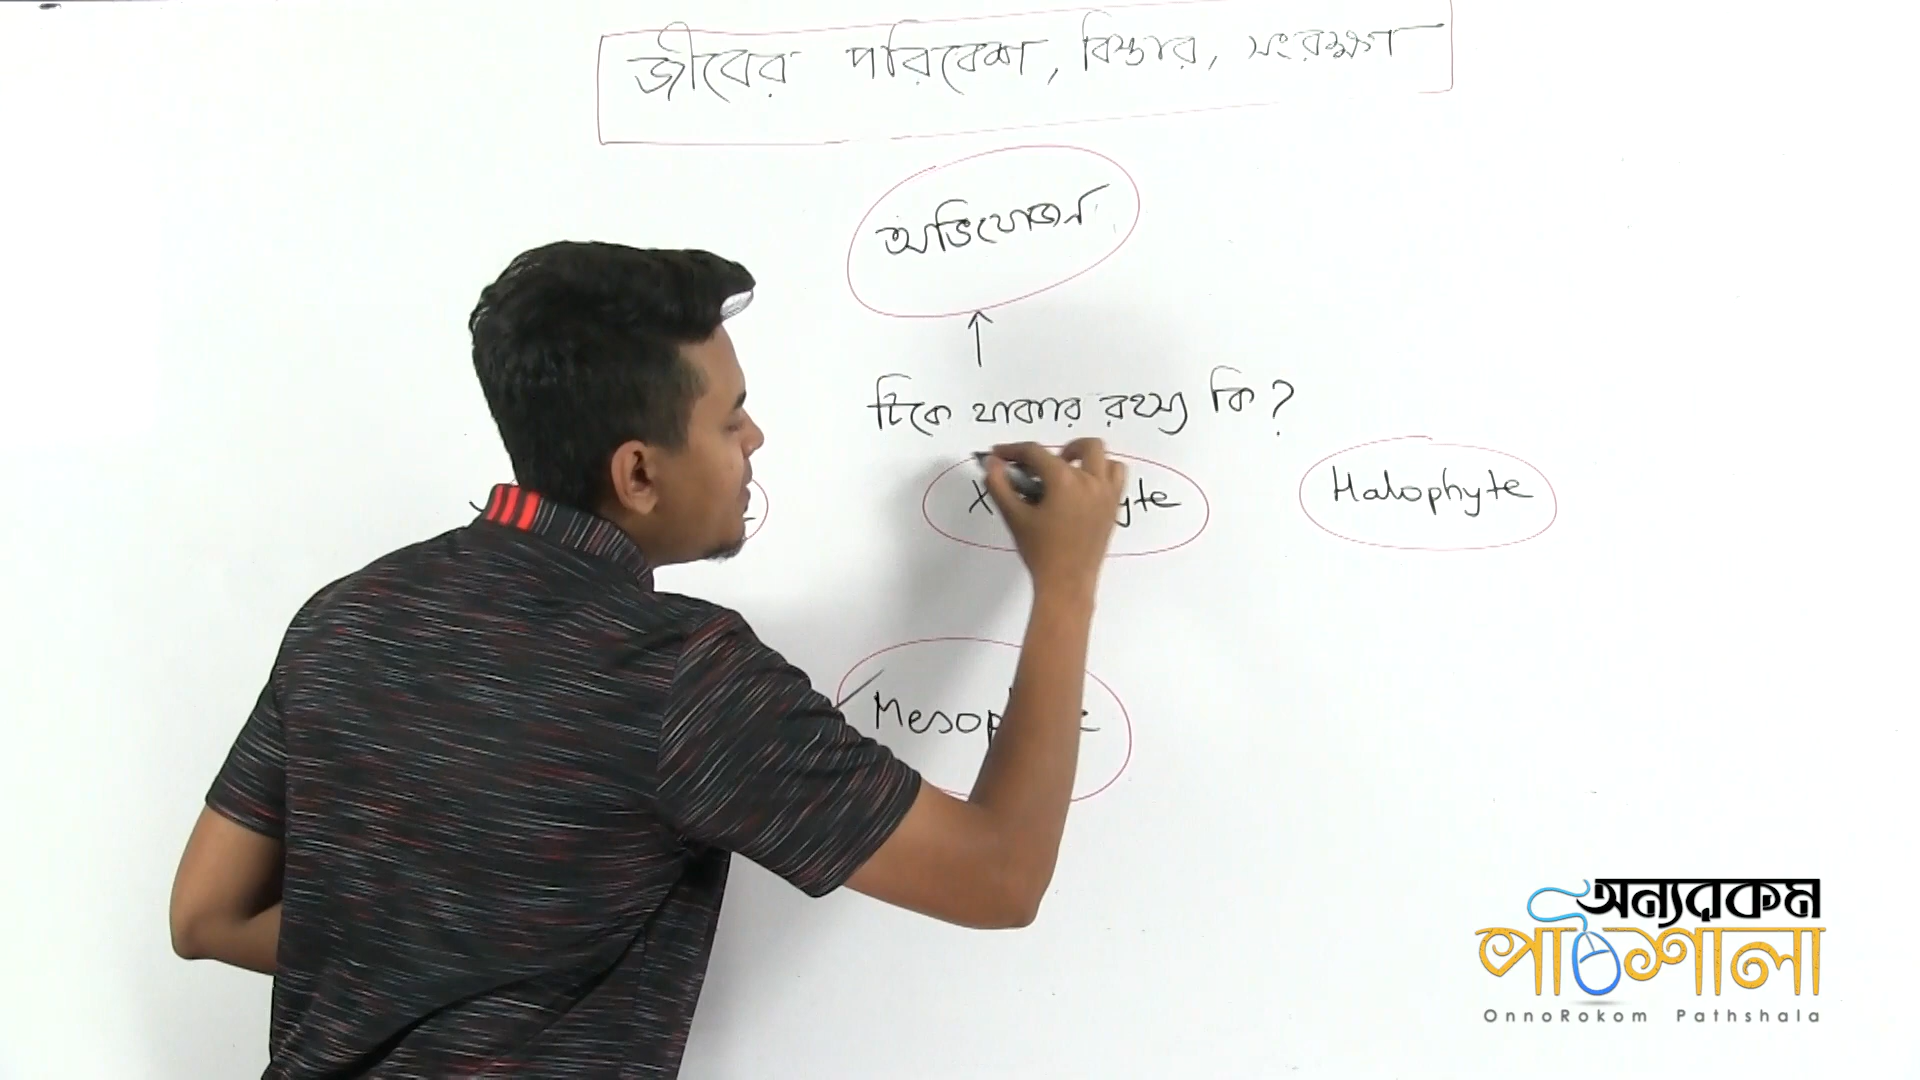 জীবের পরিবেশ, বিস্তার, সংরক্ষণ
অভিযোজন
টিকে থাকার রহস্য কি?
Halophyte
অন্যরকম
পাঠশালা
OnnoRokom Pathshala